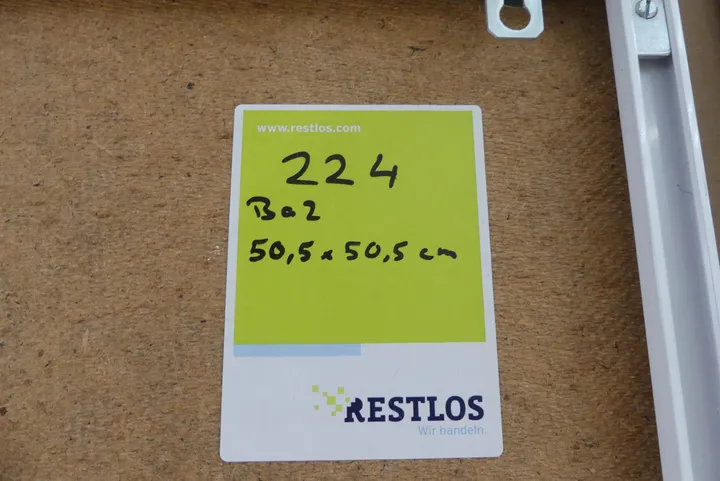 www.restlos.com
224
Ba2
50,5 x 50,5 cm
RESTLOS
Wir handeln.